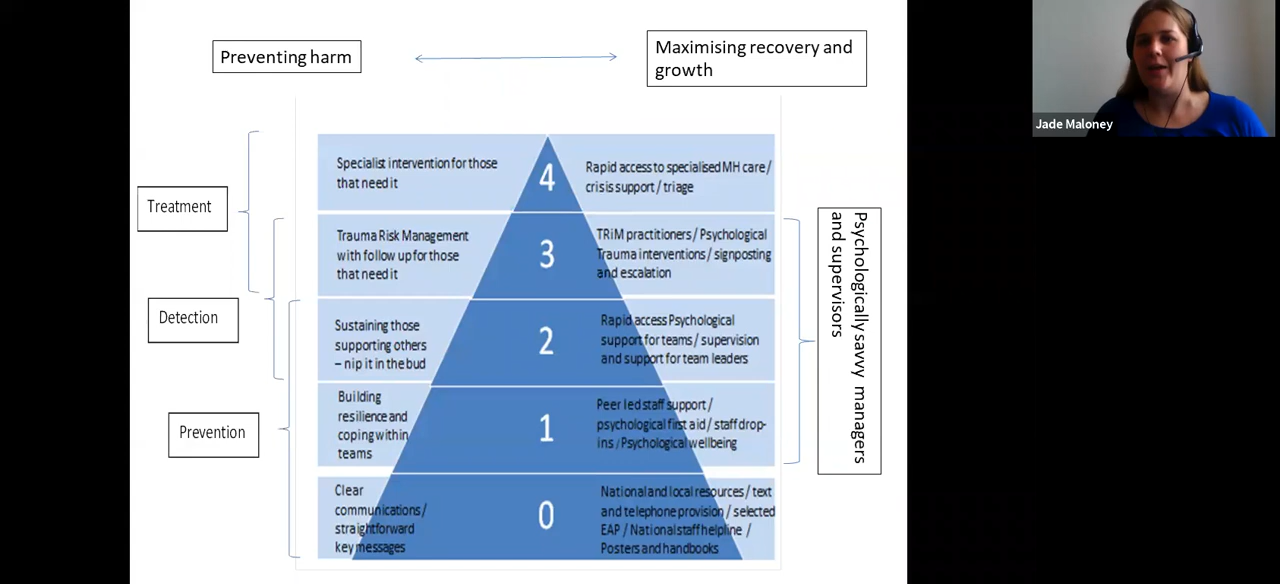 Preventing harm
Maximising recovery and
growth
Jade Maloney
Treatment
Detection
Prevention
Specialist intervention for those
that need it
4
Rapid access to specialised MH care /
crisis support / triage
Trauma Risk Management
with follow up for those
that need it
3
TRiM practitioners / Psychological
Trauma interventions / signposting
and escalation
Sustaining those
supporting others
– nip it in the bud
2
Rapid access Psychological
support for teams / supervision
and support for team leaders
Building
resilience and
coping within
teams
1
Peer led staff support /
psychological first aid / staff drop-
ins / Psychological wellbeing
Clear
communications /
straightforward
key messages
0
National and local resources / text
and telephone provision / selected
EAP / National staff helpline /
Posters and handbooks
Psychologically savvy managers
and supervisors